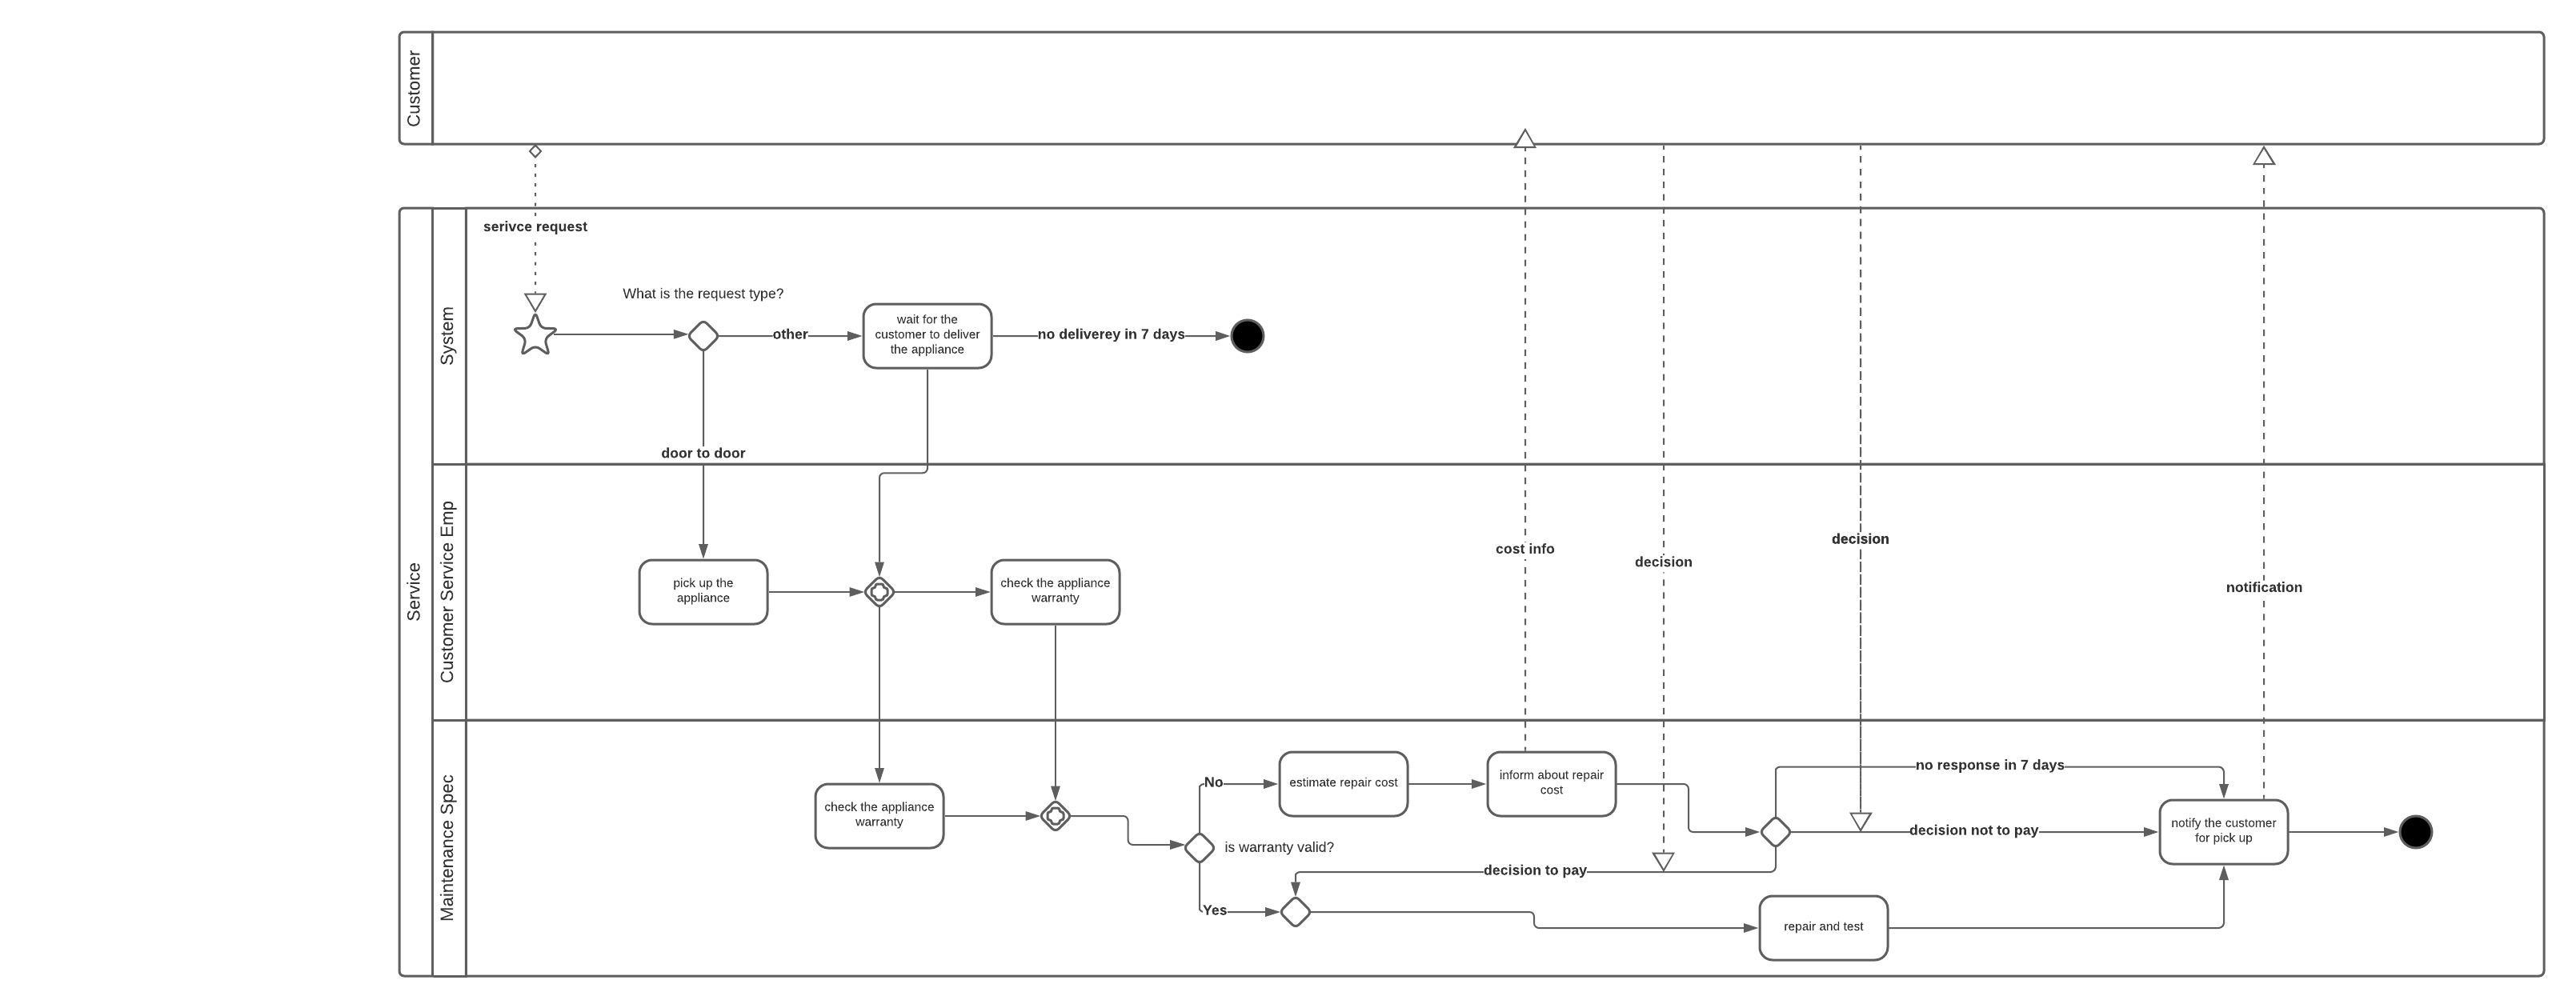 Customer
serivce request
What is the request type?
System
other
wait for the
customer to deliver
the appliance
no deliverey in 7 days
door to door
Service
Customer Service Emp
pick up the
appliance
check the appliance
warranty
cost info
decision
decision
notification
Maintenance Spec
check the appliance
warranty
No
is warranty valid?
Yes
estimate repair cost
inform about repair
cost
no response in 7 days
decision not to pay
decision to pay
notify the customer
for pick up
repair and test